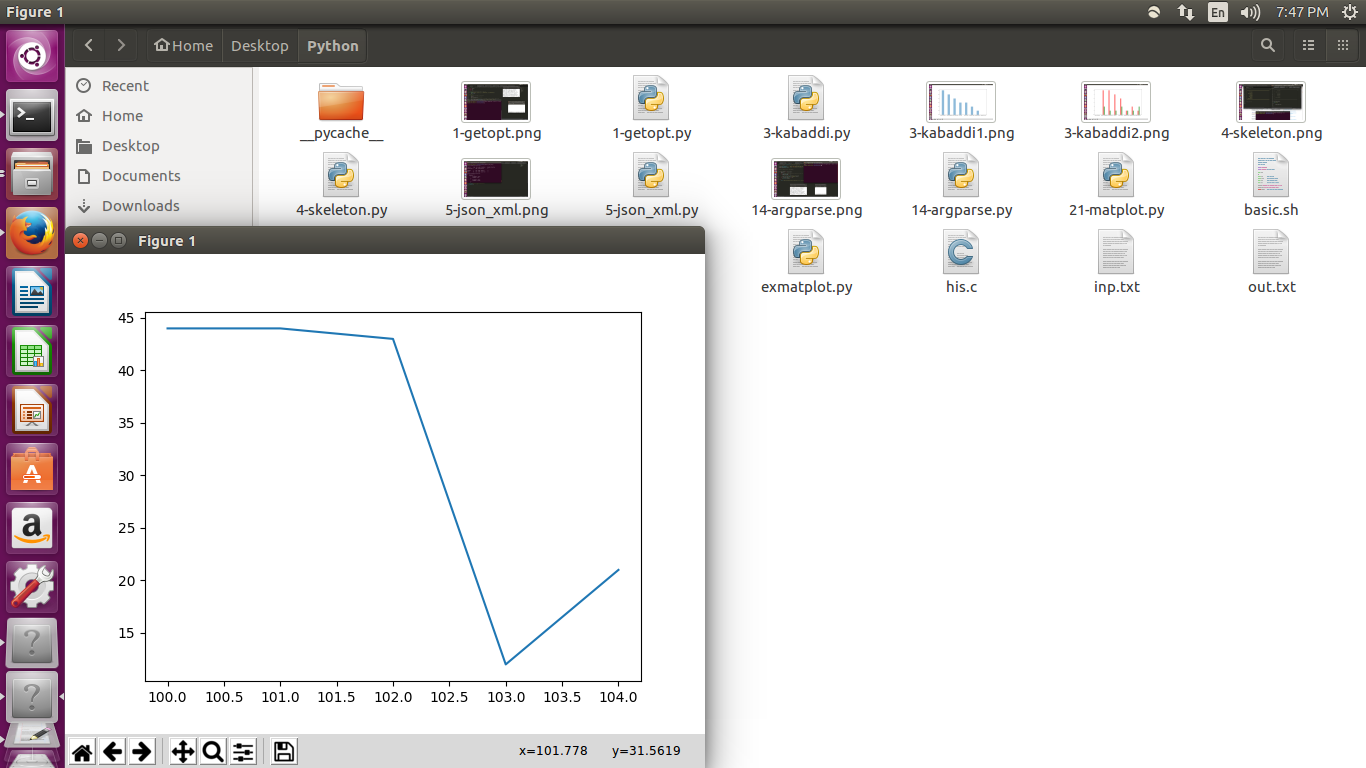 Figure 1
En
7:47 PM
Home
Desktop
Python
Recent
Home
Desktop
Documents
Downloads
__pycache__
1-getopt.png
1-getopt.py
3-kabaddi.py
3-kabaddi1.png
3-kabaddi2.png
4-skeleton.png
4-skeleton.py
5-json_xml.png
5-json_xml.py
14-argparse.png
14-argparse.py
21-matplot.py
basic.sh
exmatplot.py
his.c
inp.txt
out.txt
Figure 1
45
40
35
30
25
20
15
100.0 100.5 101.0 101.5 102.0 102.5 103.0 103.5 104.0
x=101.778 y=31.5619